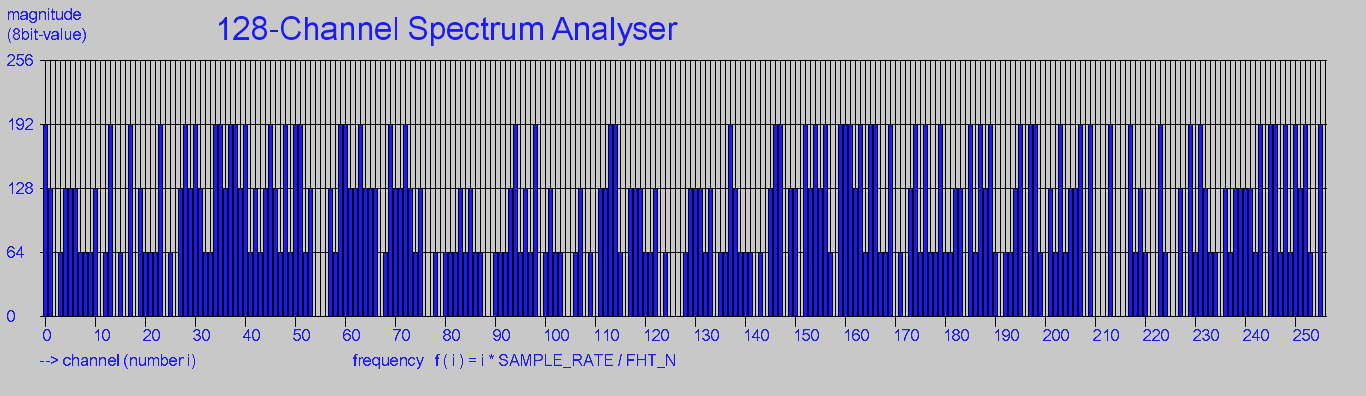 magnitude
(8bit-value)
128-Channel Spectrum Analyser
256
192
128
64
0
0 10 20 30 40 50 60 70 80 90 100 110 120 130 140 150 160 170 180 190 200 210 220 230 240 250
--> channel (number i)
frequency f ( i ) = i * SAMPLE_RATE / FHT_N